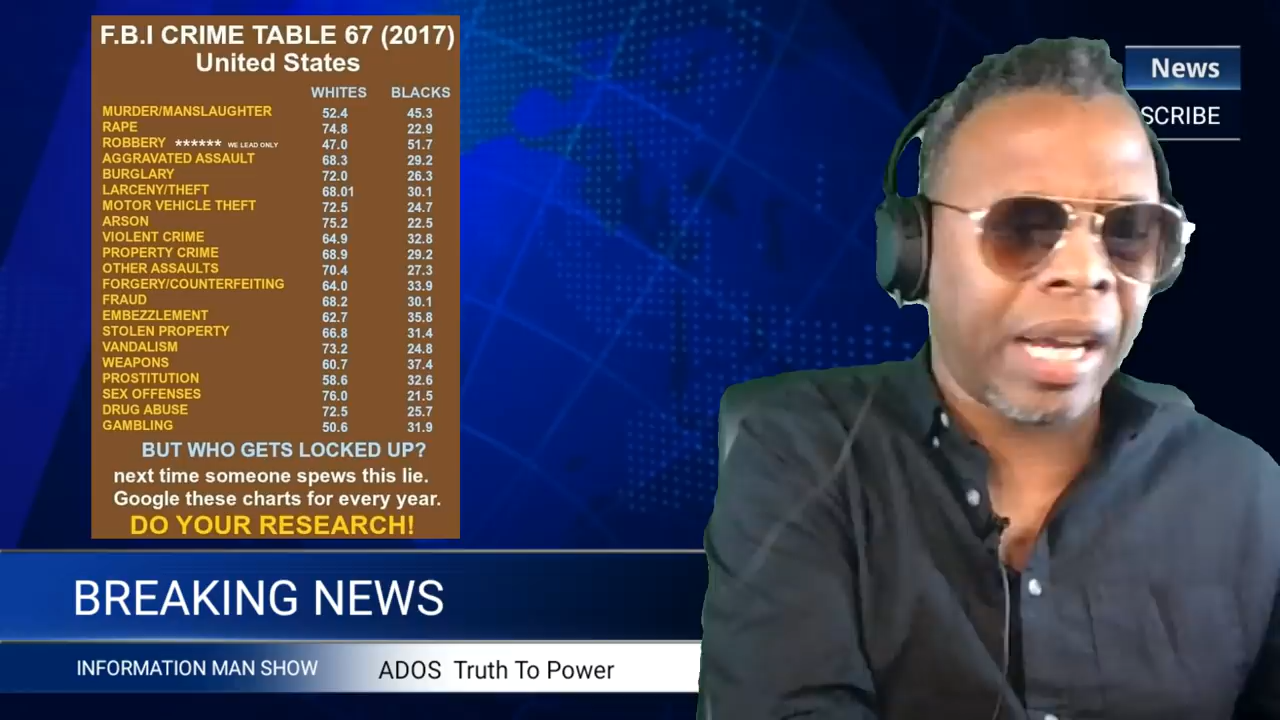 F.B.I CRIME TABLE 67 (2017)
United States
WHITES BLACKS
MURDER/MANSLAUGHTER 52.4 45.3
RAPE 74.8 22.9
ROBBERY ****** WE LEAD ONLY 47.0 51.7
AGGRAVATED ASSAULT 68.3 29.2
BURGLARY 72.0 26.3
LARCENY/THEFT 68.01 30.1
MOTOR VEHICLE THEFT 72.5 24.7
ARSON 75.2 22.5
VIOLENT CRIME 64.9 32.8
PROPERTY CRIME 68.9 29.2
OTHER ASSAULTS 70.4 27.3
FORGERY/COUNTERFEITING 64.0 33.9
FRAUD 68.2 30.1
EMBEZZLEMENT 62.7 35.8
STOLEN PROPERTY 66.8 31.4
VANDALISM 73.2 24.8
WEAPONS 60.7 37.4
PROSTITUTION 58.6 32.6
SEX OFFENSES 76.0 21.5
DRUG ABUSE 72.5 25.7
GAMBLING 50.6 31.9
BUT WHO GETS LOCKED UP?
next time someone spews this lie.
Google these charts for every year.
DO YOUR RESEARCH!
News
SCRIBE
BREAKING NEWS
INFORMATION MAN SHOW ADOS Truth To Power